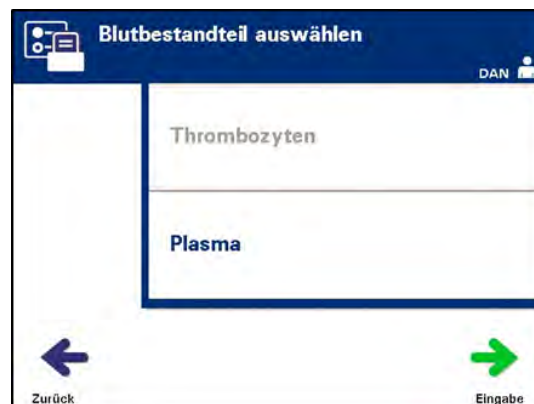 Blutbestandteil auswählen
DAN
Thrombozyten
Plasma
Zurück
Eingabe